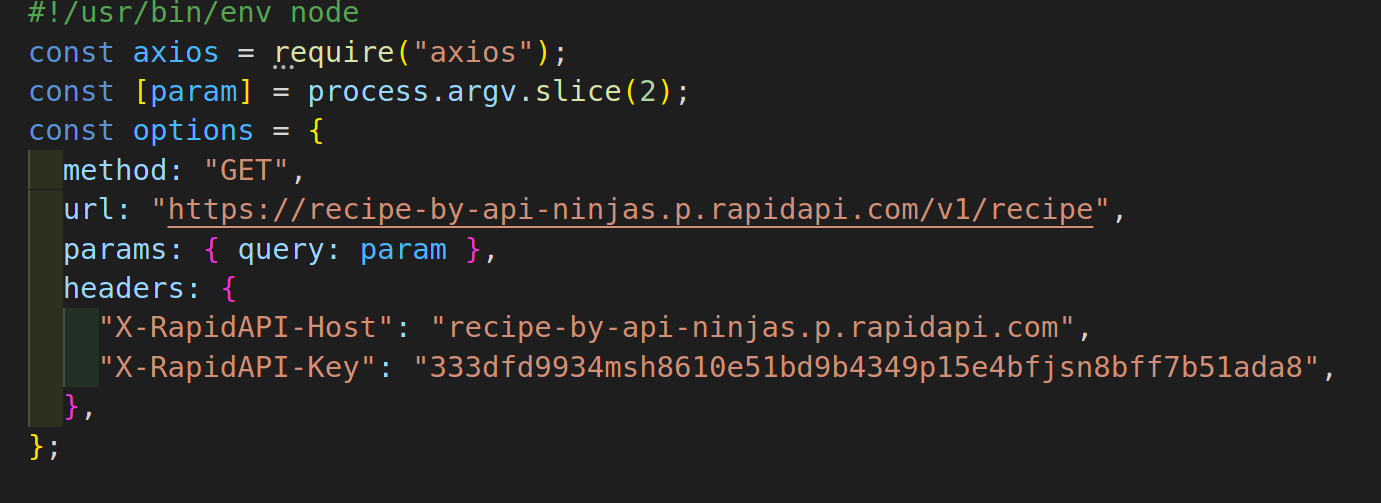 #!/usr/bin/env node
const axios = require("axios");
const [param] = process.argv.slice(2);
const options = {
method: "GET",
url: "https://recipe-by-api-ninjas.p.rapidapi.com/v1/recipe",
params: { query: param },
headers: {
"X-RapidAPI-Host": "recipe-by-api-ninjas.p.rapidapi.com",
"X-RapidAPI-Key": "333dfd9934msh8610e51bd9b4349p15e4bfjsn8bff7b51ada8",
},
};